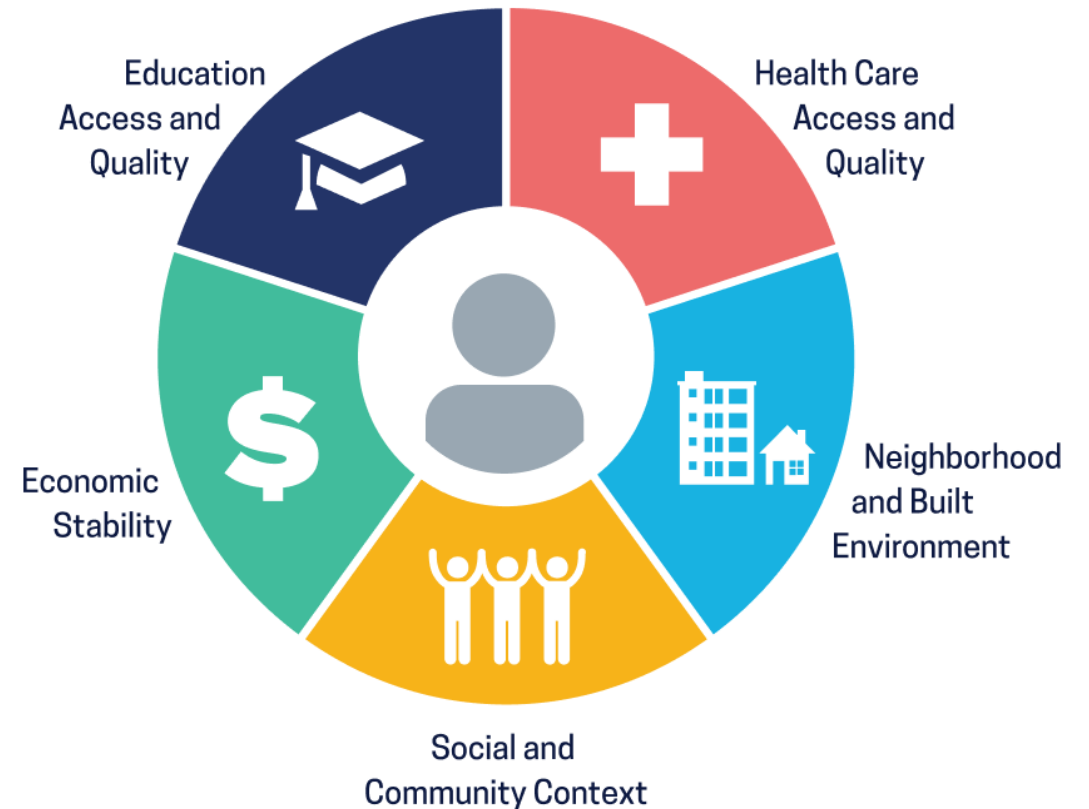 Education
Access and
Quality
Health Care
Access and
Quality
Economic
Stability
Neighborhood
and Built
Environment
Social and
Community Context